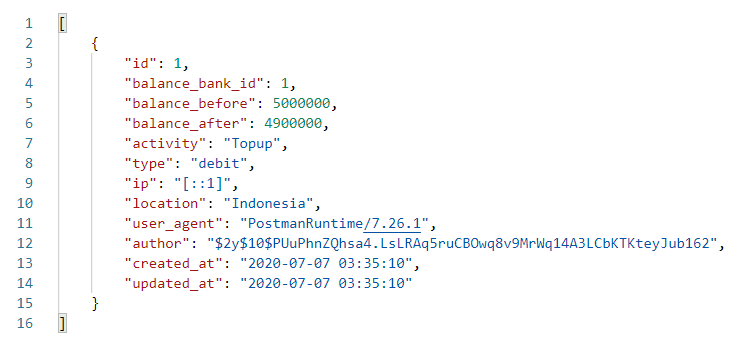 1 [
2 {
3 "id": 1,
4 "balance_bank_id": 1,
5 "balance_before": 5000000,
6 "balance_after": 4900000,
7 "activity": "Topup",
8 "type": "debit",
9 "ip": "[::1]",
10 "location": "Indonesia",
11 "user_agent": "PostmanRuntime/7.26.1",
12 "author": "$2y$10$PUuPhnZQhsa4.LsLRAq5ruCBOwq8v9MrWq14A3LCbKTKteyJub162",
13 "created_at": "2020-07-07 03:35:10",
14 "updated_at": "2020-07-07 03:35:10"
15 }
16 ]